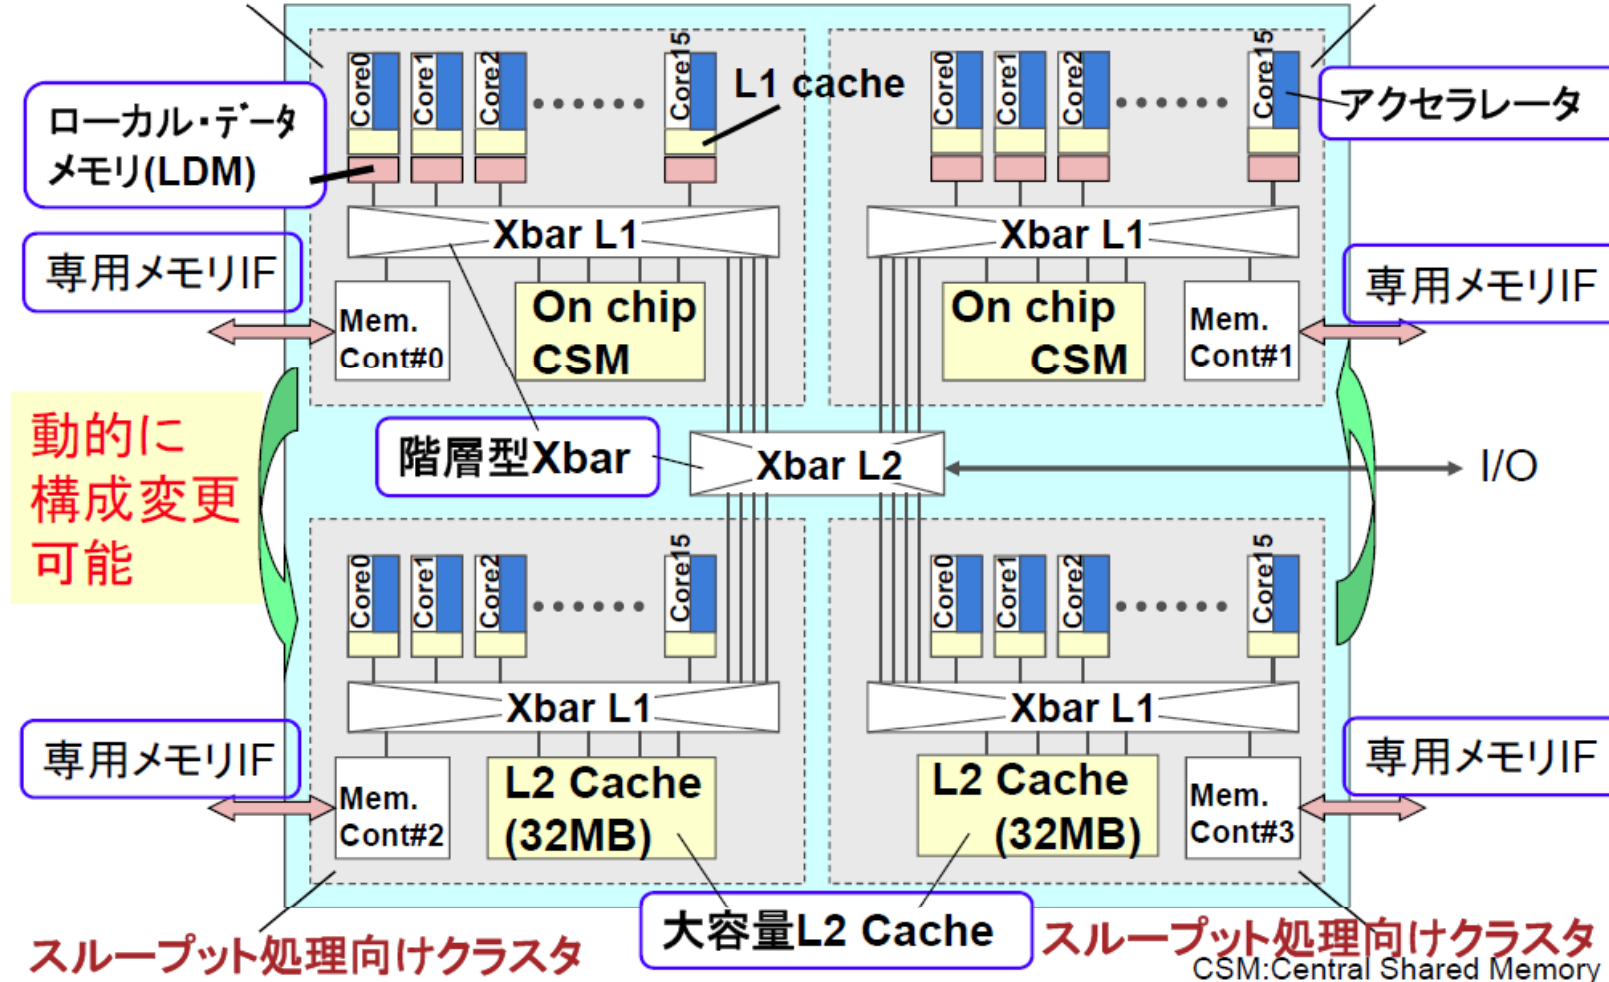 Core0
Core1
Core2
Core15
L1 cache
Core0
Core1
Core2
Core15
アクセラレータ
ローカル・データ
メモリ(LDM)
Xbar L1
Xbar L1
専用メモリIF
専用メモリIF
Mem.
Cont#0
On chip
CSM
On chip
CSM
Mem.
Cont#1
動的に
構成変更
可能
階層型Xbar
Xbar L2
I/O
Core0
Core1
Core2
Core15
Core0
Core1
Core2
Core15
Xbar L1
Xbar L1
専用メモリIF
専用メモリIF
Mem.
Cont#2
L2 Cache
(32MB)
L2 Cache
(32MB)
Mem.
Cont#3
スループット処理向けクラスタ
大容量L2 Cache
スループット処理向けクラスタ
CSM:Central Shared Memory